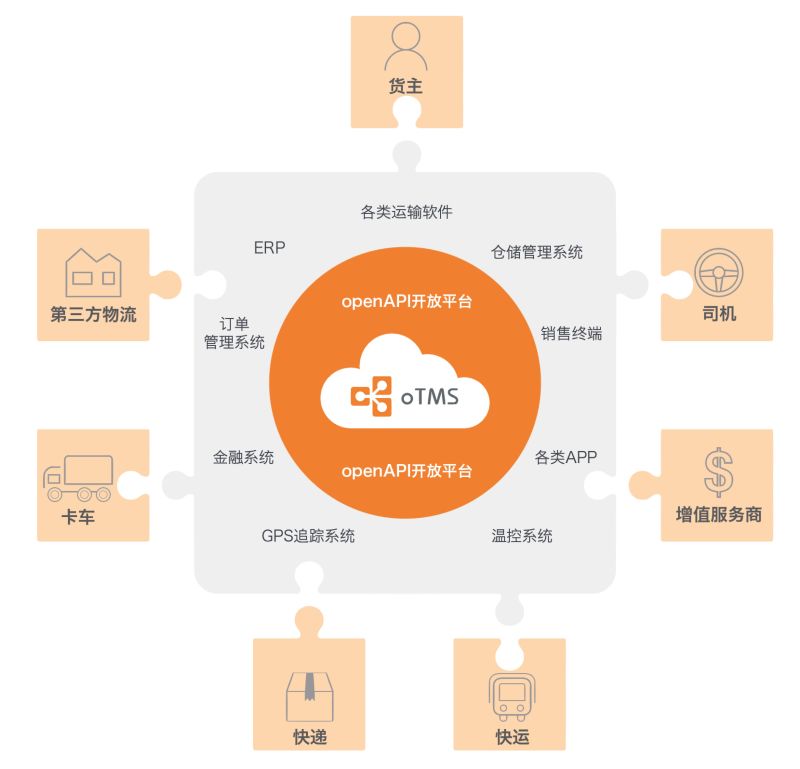 货主
各类运输软件
ERP
仓储管理系统
openAPI开放平台
第三方物流
司机
订单
管理系统
销售终端
oTMS
金融系统
各类APP
openAPI开放平台
卡车
增值服务商
GPS追踪系统
温控系统
快递
快运